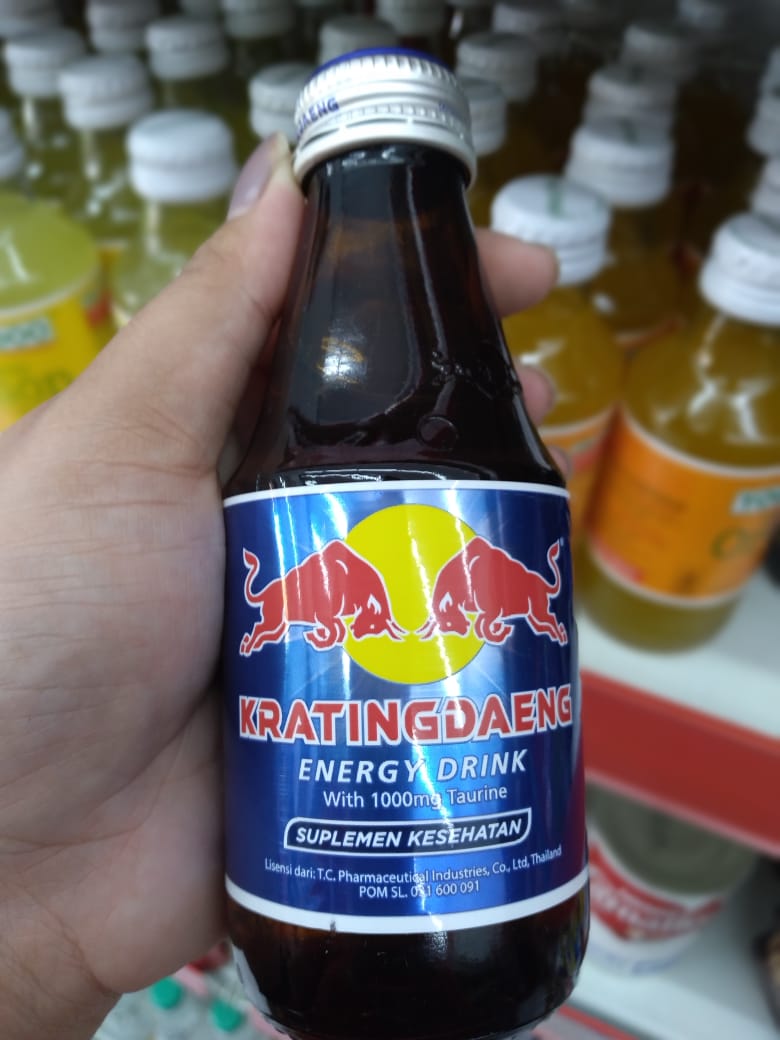 AENG
KRATINGDAENG
ENERGY DRINK
With 1000mg Taurine
SUPLEMEN KESEHATAN
Lisensi dari: T.C. Pharmaceutical Industries, Co., Ltd, Thailand
POM SL. 051 600 091